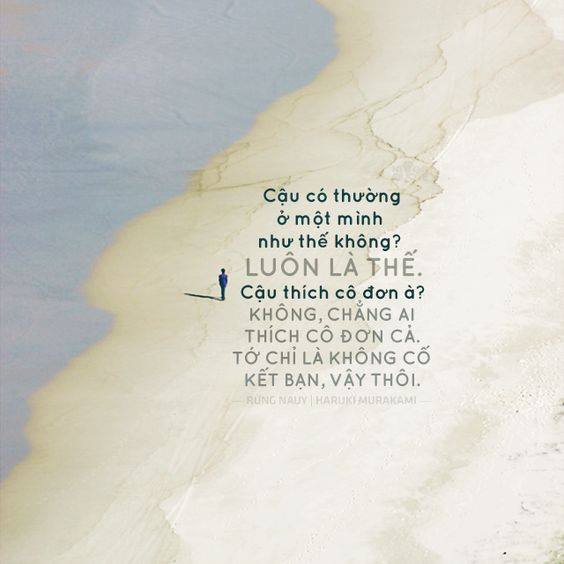 Cậu có thường
ở một mình
như thế không?
LUÔN LÀ THẾ.
Cậu thích cô đơn à?
KHÔNG, CHẲNG AI
THÍCH CÔ ĐƠN CẢ.
TỚ CHỈ LÀ KHÔNG CỐ
KẾT BẠN, VẬY THÔI.
RỪNG NAUY | HARUKI MURAKAMI